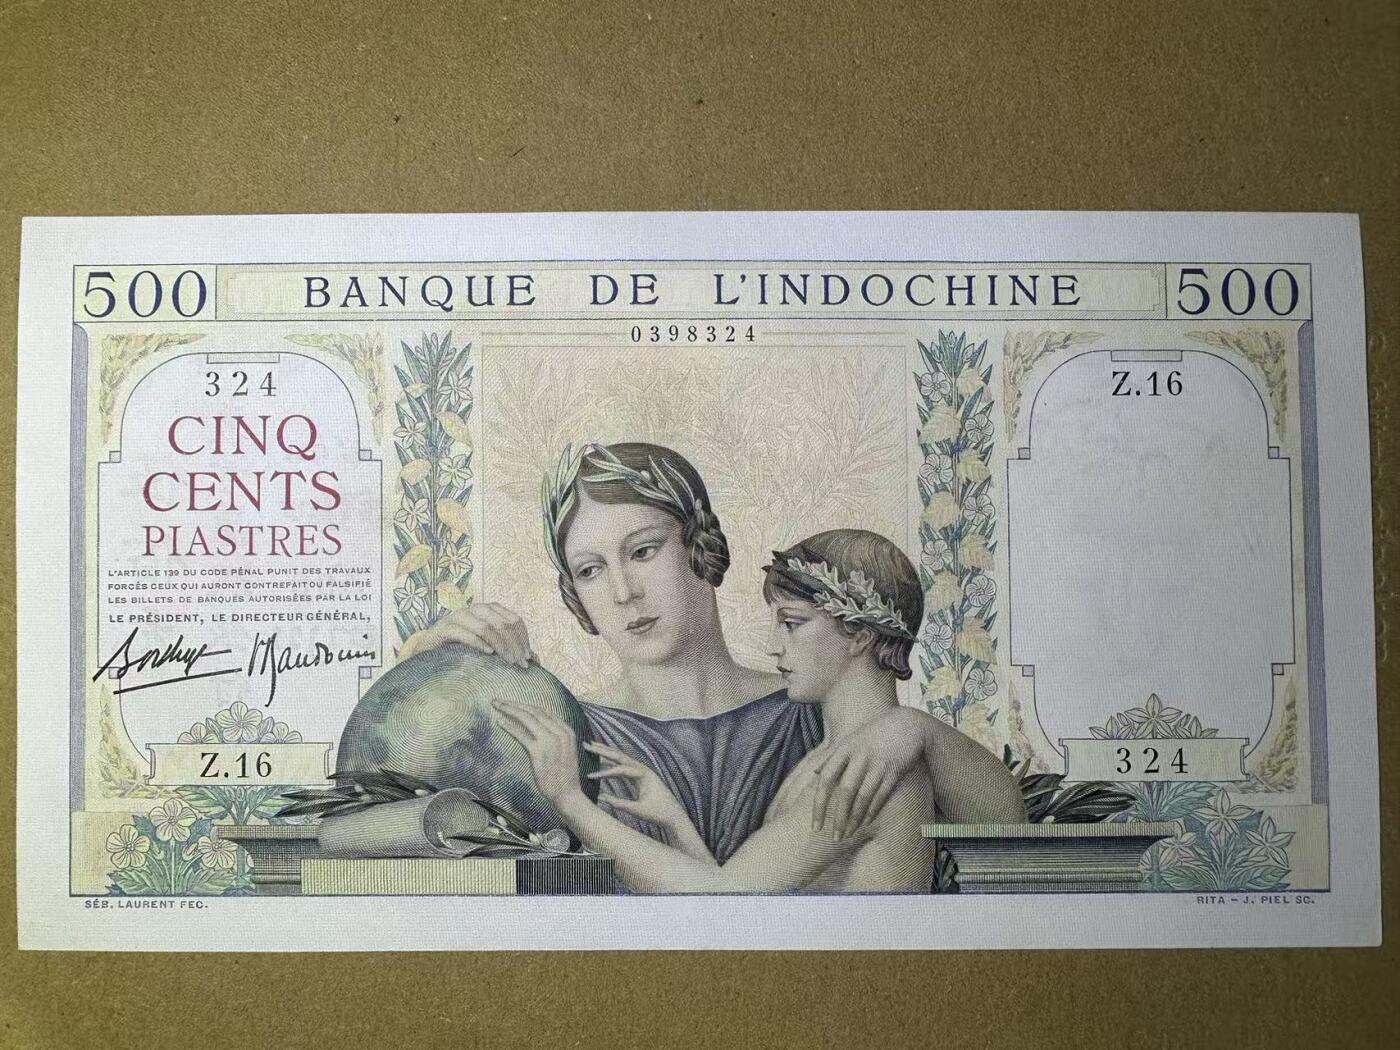 500 BANQUE DE L'INDOCHINE 500
0398324
324
Z.16
CINQ
CENTS
PIASTRES
L'ARTICLE 139 DU CODE PÉNAL PUNIT DES TRAVAUX
FORCÉS CEUX QUI AURONT CONTREFAIT OU FALSIFIÉ
LES BILLETS DE BANQUES AUTORISÉES PAR LA LOI
LE PRÉSIDENT, LE DIRECTEUR GÉNÉRAL,
Z.16
324
SÉB. LAURENT FEC.
RITA - J. PIEL SC.